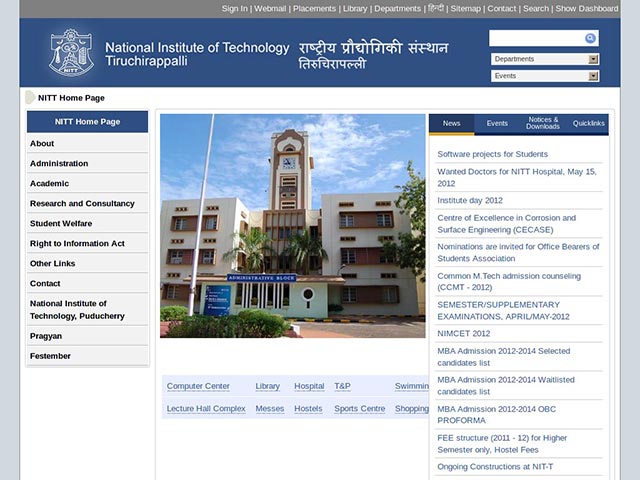 Sign In | Webmail | Placements | Library | Departments | हिन्दी | Sitemap | Contact | Search | Show Dashboard
National Institute of Technology
Tiruchirappalli
राष्ट्रीय प्रौद्योगिकी संस्थान
तिरुचिरापल्ली
NITT
Departments
Events
NITT Home Page
NITT Home Page
About
Administration
Academic
Research and Consultancy
Student Welfare
Right to Information Act
Other Links
Contact
National Institute of
Technology, Puducherry
Pragyan
Festember
ADMINISTRATIVE BLOCK
Computer Center Library Hospital T&P Swimmin
Lecture Hall Complex Messes Hostels Sports Centre Shopping
News Events Notices & Downloads Quicklinks
Software projects for Students
Wanted Doctors for NITT Hospital, May 15,
2012
Institute day 2012
Centre of Excellence in Corrosion and
Surface Engineering (CECASE)
Nominations are invited for Office Bearers of
Students Association
Common M.Tech admission counseling
(CCMT - 2012)
SEMESTER/SUPPLEMENTARY
EXAMINATIONS, APRIL/MAY-2012
NIMCET 2012
MBA Admission 2012-2014 Selected
candidates list
MBA Admission 2012-2014 Waitlisted
candidates list
MBA Admission 2012-2014 OBC
PROFORMA
FEE structure (2011 - 12) for Higher
Semester only, Hostel Fees
Ongoing Constructions at NIT-T